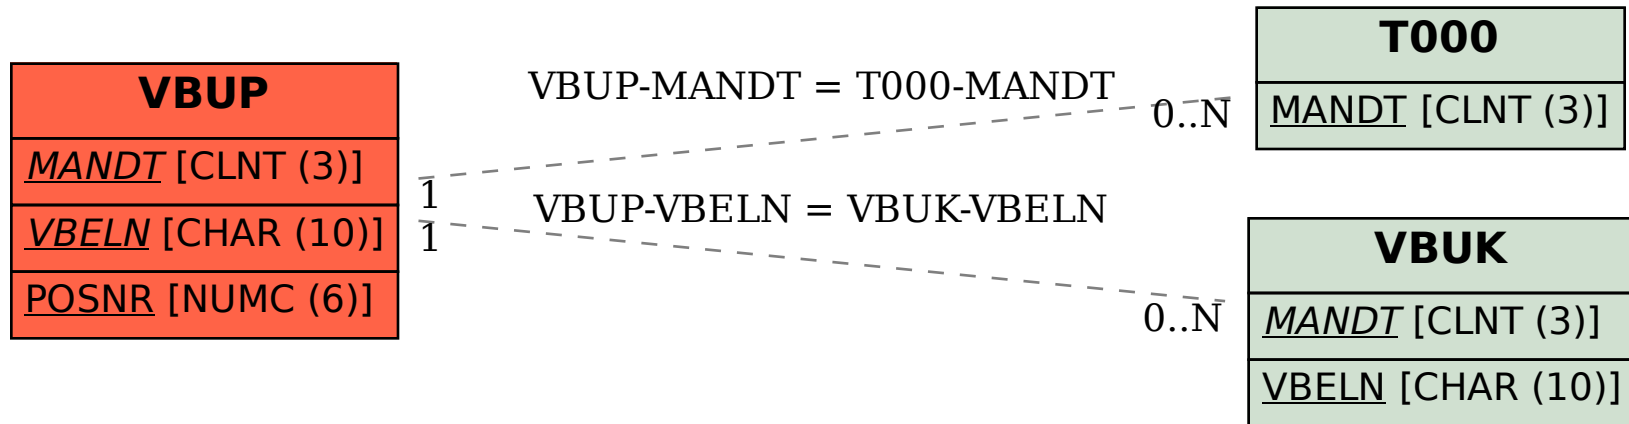 VBUP
MANDT [CLNT (3)]
VBELN [CHAR (10)]
POSNR [NUMC (6)]
VBUP-MANDT = T000-MANDT
1
0..N
VBUP-VBELN = VBUK-VBELN
1
0..N
T000
MANDT [CLNT (3)]
VBUK
MANDT [CLNT (3)]
VBELN [CHAR (10)]